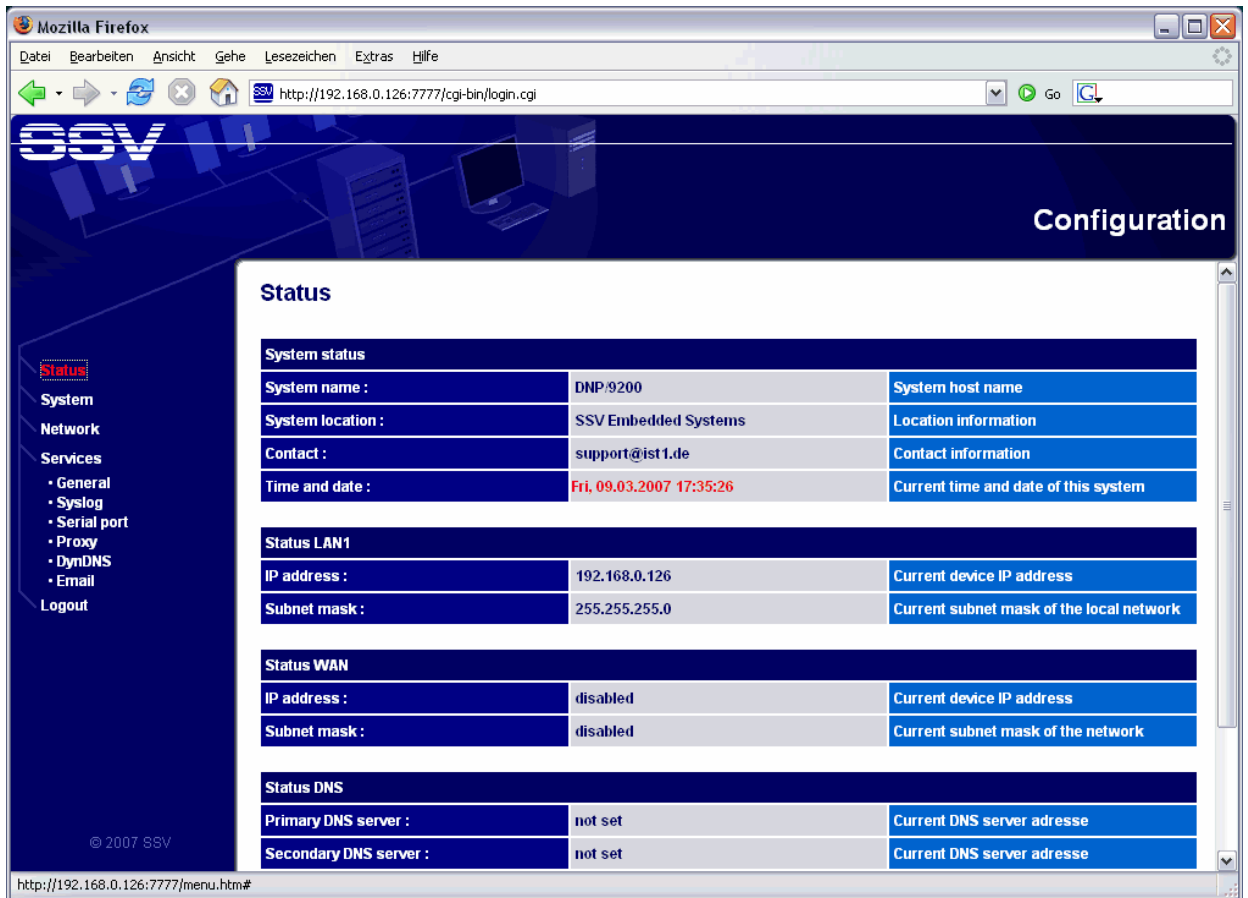 Mozilla Firefox
Datei Bearbeiten Ansicht Gehe Lesezeichen Extras Hilfe
SSV http://192.168.0.126:7777/cgi-bin/login.cgi Go G
SSV
Configuration
Status
System
Network
Services
• General
• Syslog
• Serial port
• Proxy
• DynDNS
• Email
Logout
© 2007 SSV
Status
System status
System name : DNP/9200 System host name
System location : SSV Embedded Systems Location information
Contact : support@ist1.de Contact information
Time and date : Fri, 09.03.2007 17:35:26 Current time and date of this system
Status LAN1
IP address : 192.168.0.126 Current device IP address
Subnet mask : 255.255.255.0 Current subnet mask of the local network
Status WAN
IP address : disabled Current device IP address
Subnet mask : disabled Current subnet mask of the network
Status DNS
Primary DNS server : not set Current DNS server adresse
Secondary DNS server : not set Current DNS server adresse
http://192.168.0.126:7777/menu.htm#